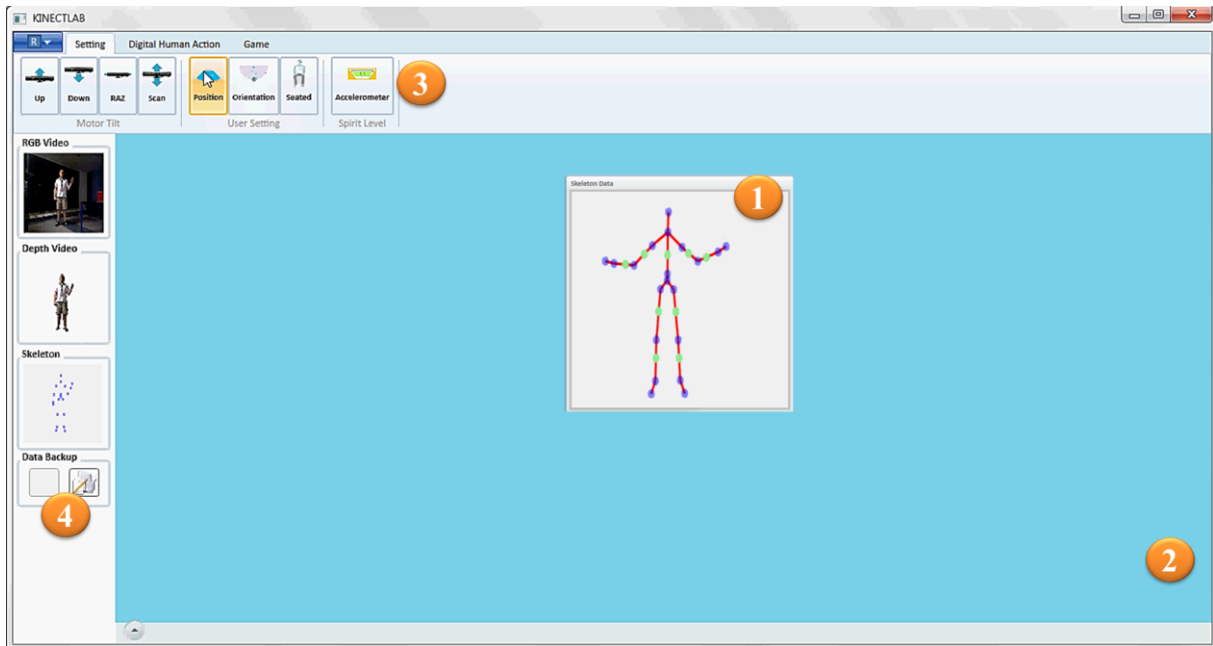 KINECTLAB
R Setting Digital Human Action Game
Up Down RAZ Scan Position Orientation Seated Accelerometer
Motor Tilt User Setting Spirit Level
3
RGB Video
Skeleton Data
1
Depth Video
Skeleton
Data Backup
4
2